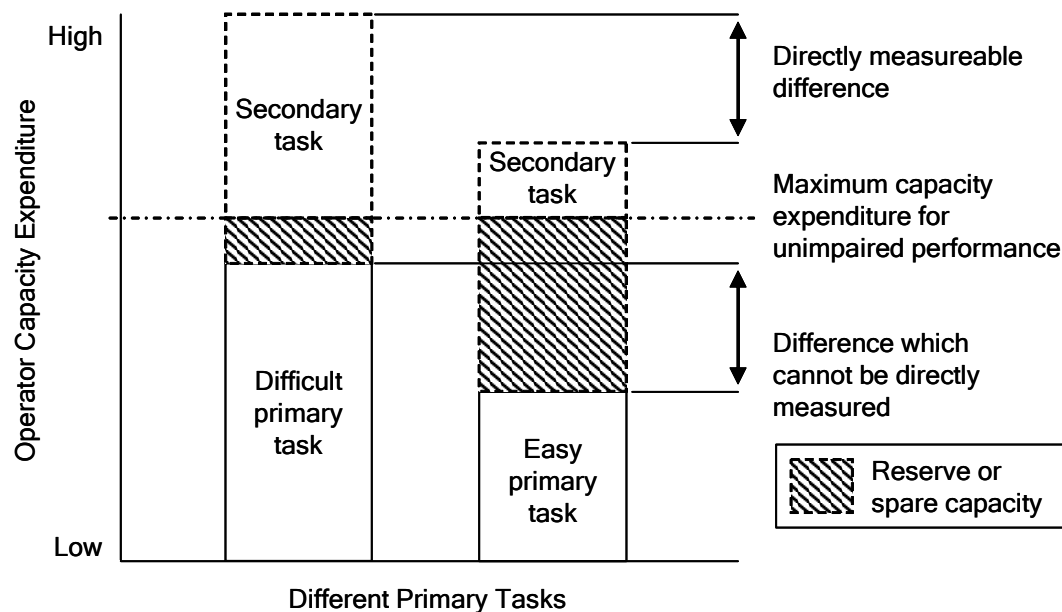 High
Low
Operator Capacity Expenditure
Different Primary Tasks
Secondary
task
Difficult
primary
task
Secondary
task
Easy
primary
task
Directly measureable
difference
Maximum capacity
expenditure for
unimpaired performance
Difference which
cannot be directly
measured
Reserve or
spare capacity